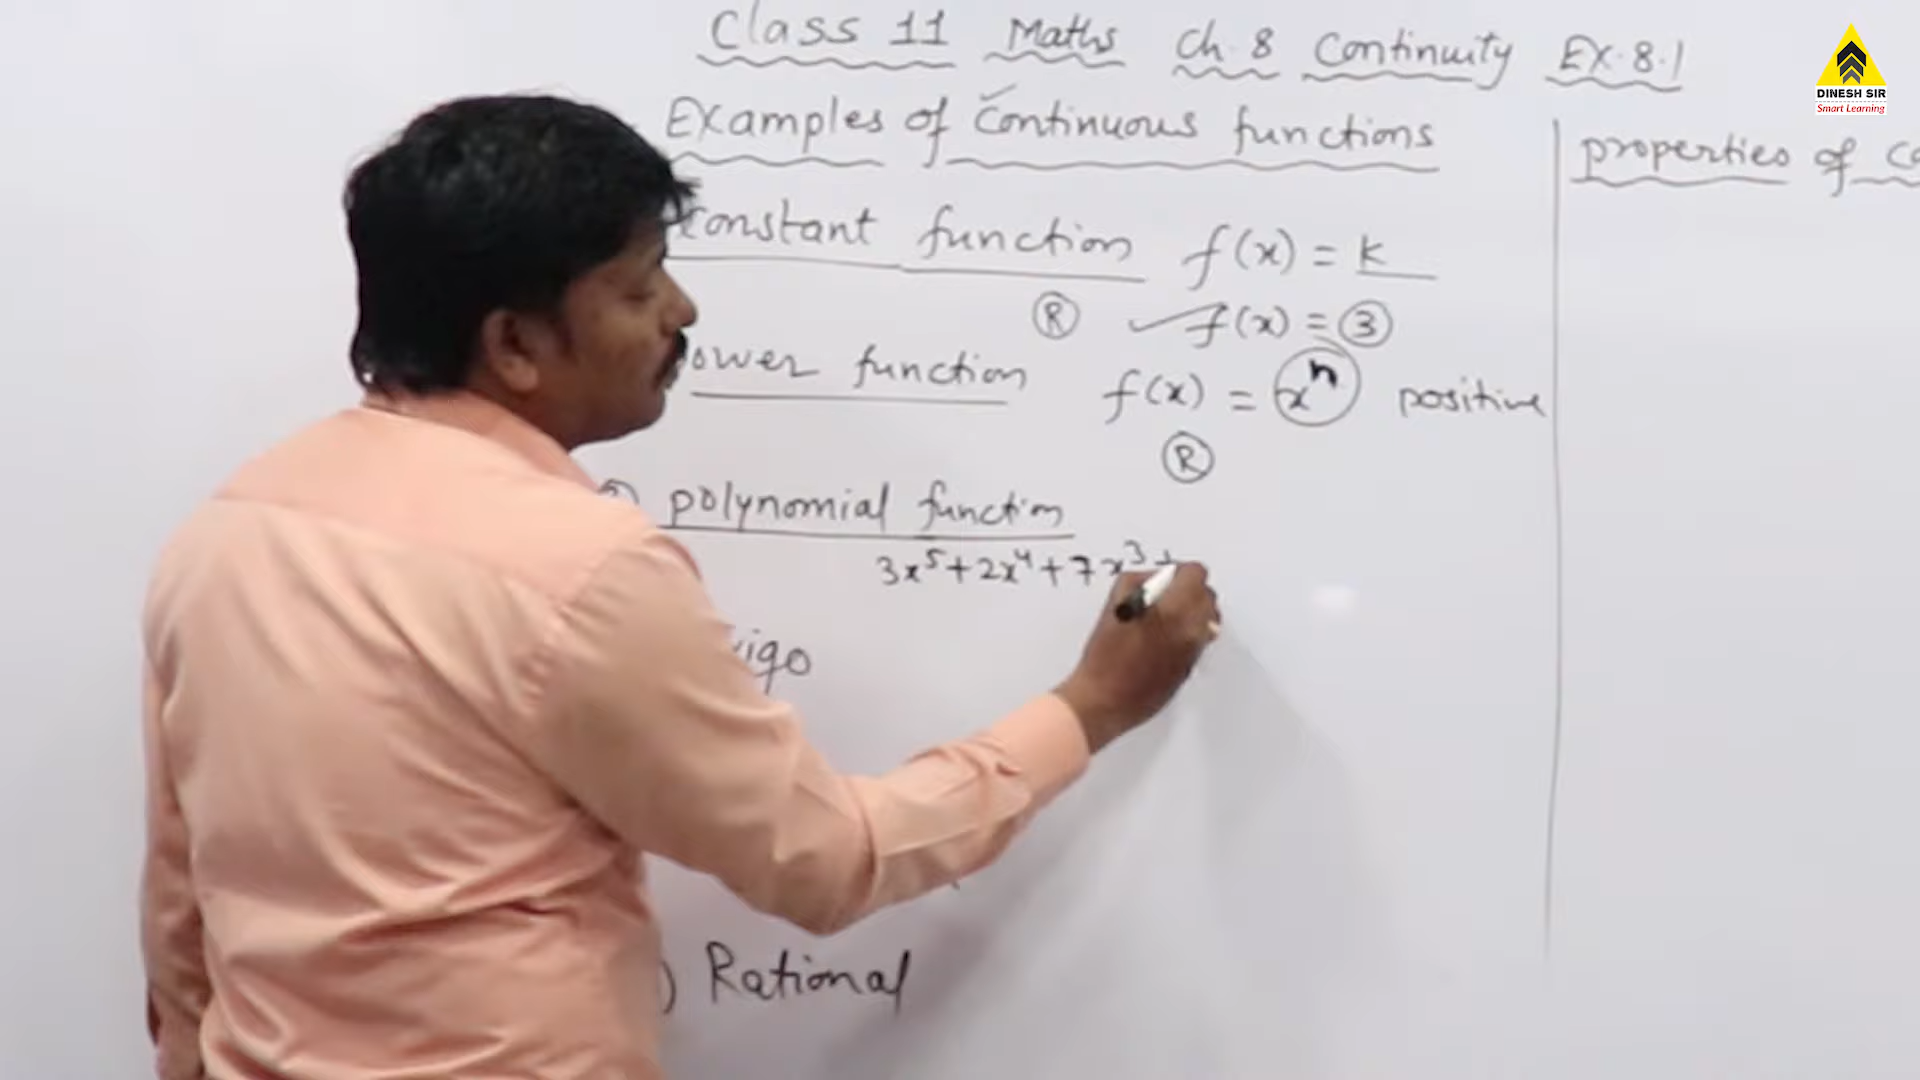 Class 11 Maths Ch. 8 Continuity Ex. 8.1
DINESH SIR
Smart Learning
Examples of Continuous functions
Constant function f(x) = k
R f(x) = 3
ower function f(x) = xⁿ positive
R
polynomial function
3x⁵+2x⁴+7x³+
igo
) Rational
properties of